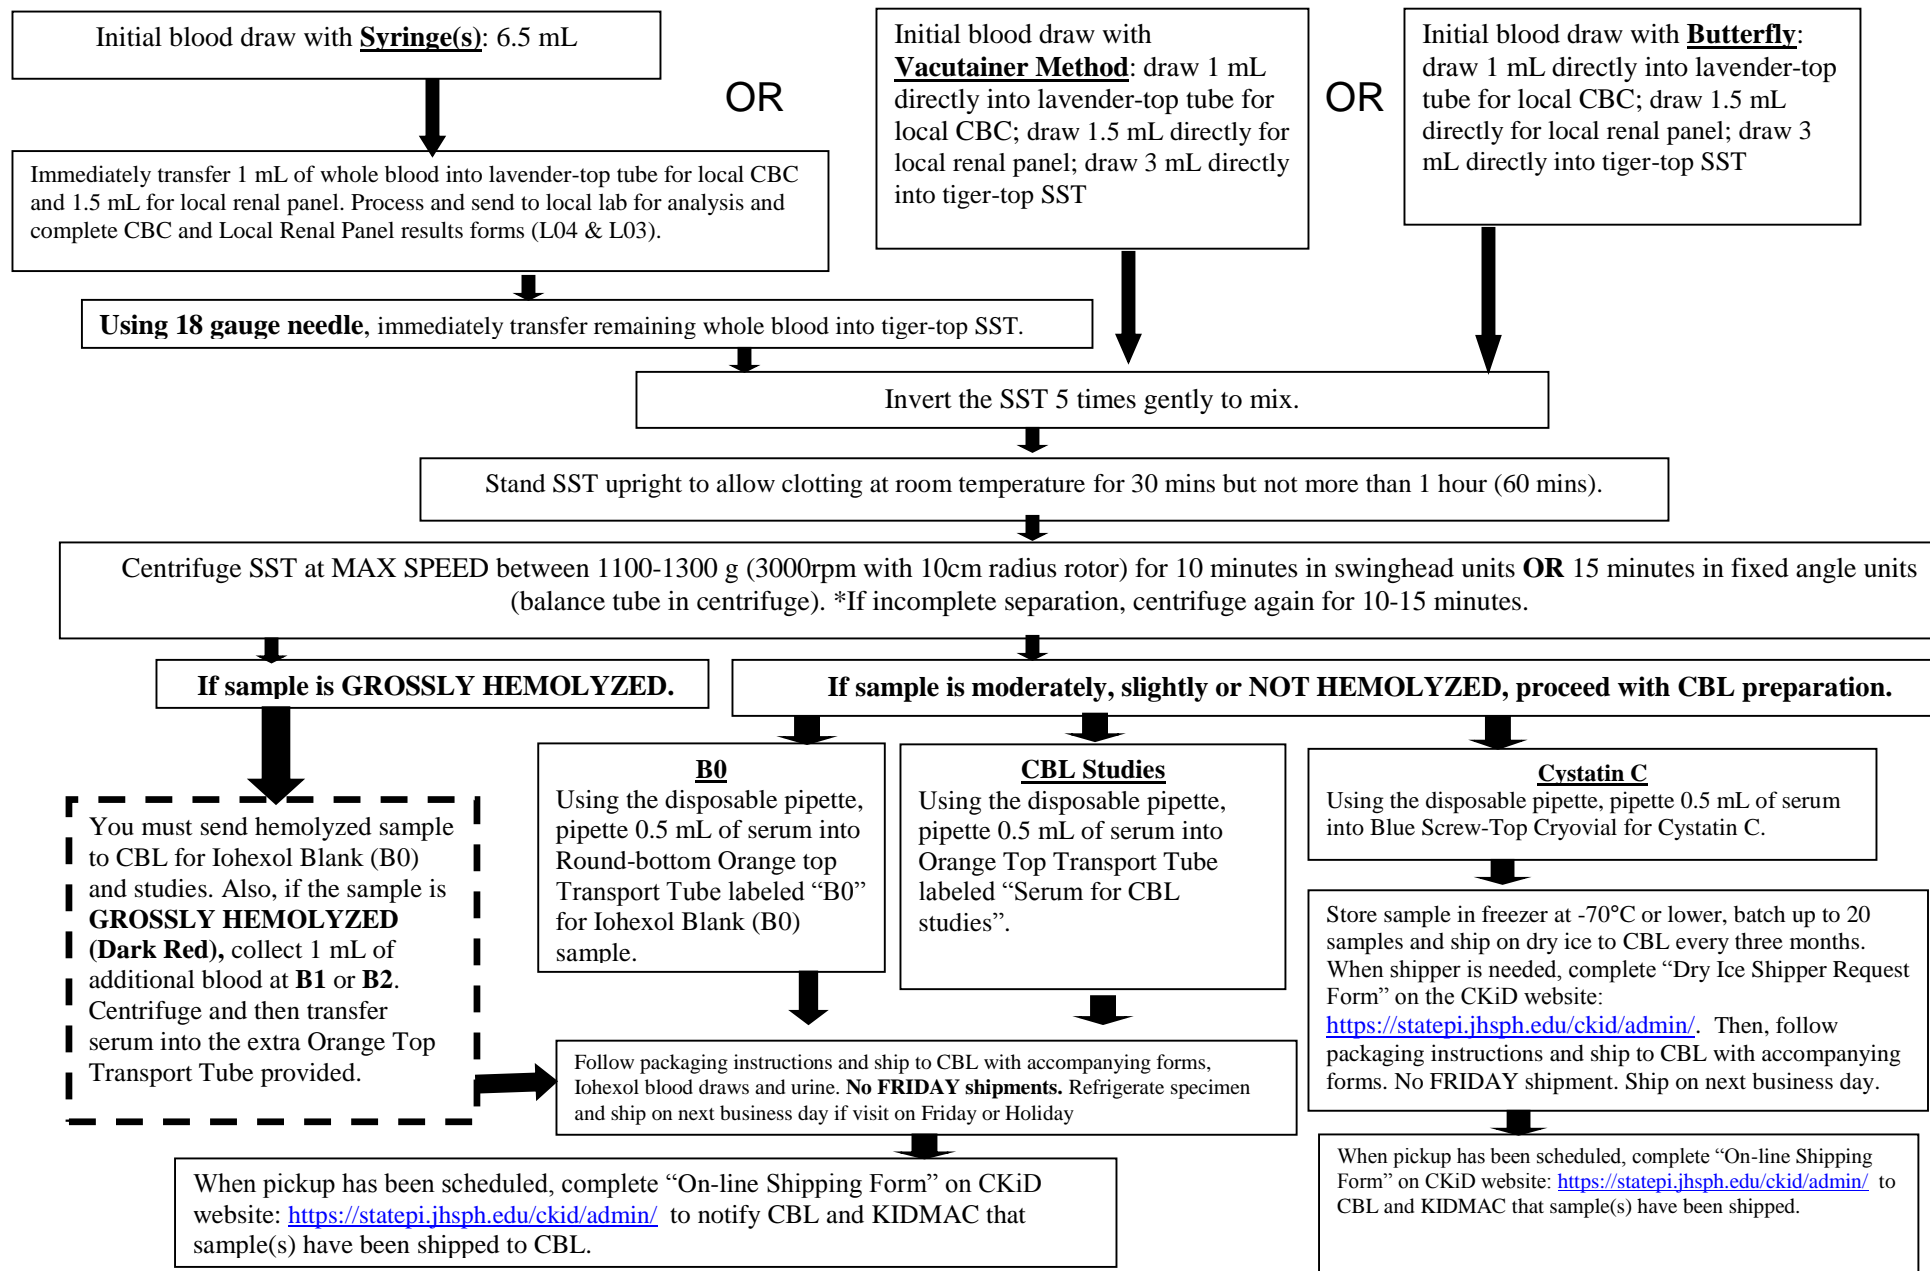 Initial blood draw with Syringe(s): 6.5 mL
OR
Initial blood draw with
Vacutainer Method: draw 1 mL
directly into lavender-top tube for
local CBC; draw 1.5 mL directly for
local renal panel; draw 3 mL directly
into tiger-top SST
OR
Initial blood draw with Butterfly:
draw 1 mL directly into lavender-top
tube for local CBC; draw 1.5 mL
directly for local renal panel; draw 3
mL directly into tiger-top SST
Immediately transfer 1 mL of whole blood into lavender-top tube for local CBC
and 1.5 mL for local renal panel. Process and send to local lab for analysis and
complete CBC and Local Renal Panel results forms (L04 & L03).
Using 18 gauge needle, immediately transfer remaining whole blood into tiger-top SST.
Invert the SST 5 times gently to mix.
Stand SST upright to allow clotting at room temperature for 30 mins but not more than 1 hour (60 mins).
Centrifuge SST at MAX SPEED between 1100-1300 g (3000rpm with 10cm radius rotor) for 10 minutes in swinghead units OR 15 minutes in fixed angle units
(balance tube in centrifuge). *If incomplete separation, centrifuge again for 10-15 minutes.
If sample is GROSSLY HEMOLYZED.
If sample is moderately, slightly or NOT HEMOLYZED, proceed with CBL preparation.
You must send hemolyzed sample
to CBL for Iohexol Blank (B0)
and studies. Also, if the sample is
GROSSLY HEMOLYZED
(Dark Red), collect 1 mL of
additional blood at B1 or B2.
Centrifuge and then transfer
serum into the extra Orange Top
Transport Tube provided.
B0
Using the disposable pipette,
pipette 0.5 mL of serum into
Round-bottom Orange top
Transport Tube labeled “B0”
for Iohexol Blank (B0)
sample.
CBL Studies
Using the disposable pipette,
pipette 0.5 mL of serum into
Orange Top Transport Tube
labeled “Serum for CBL
studies”.
Cystatin C
Using the disposable pipette, pipette 0.5 mL of serum
into Blue Screw-Top Cryovial for Cystatin C.
Store sample in freezer at -70°C or lower, batch up to 20
samples and ship on dry ice to CBL every three months.
When shipper is needed, complete “Dry Ice Shipper Request
Form” on the CKiD website:
https://statepi.jhsph.edu/ckid/admin/. Then, follow
packaging instructions and ship to CBL with accompanying
forms. No FRIDAY shipment. Ship on next business day.
Follow packaging instructions and ship to CBL with accompanying forms,
Iohexol blood draws and urine. No FRIDAY shipments. Refrigerate specimen
and ship on next business day if visit on Friday or Holiday
When pickup has been scheduled, complete “On-line Shipping Form” on CKiD
website: https://statepi.jhsph.edu/ckid/admin/ to notify CBL and KIDMAC that
sample(s) have been shipped to CBL.
When pickup has been scheduled, complete “On-line Shipping
Form” on CKiD website: https://statepi.jhsph.edu/ckid/admin/ to
CBL and KIDMAC that sample(s) have been shipped.